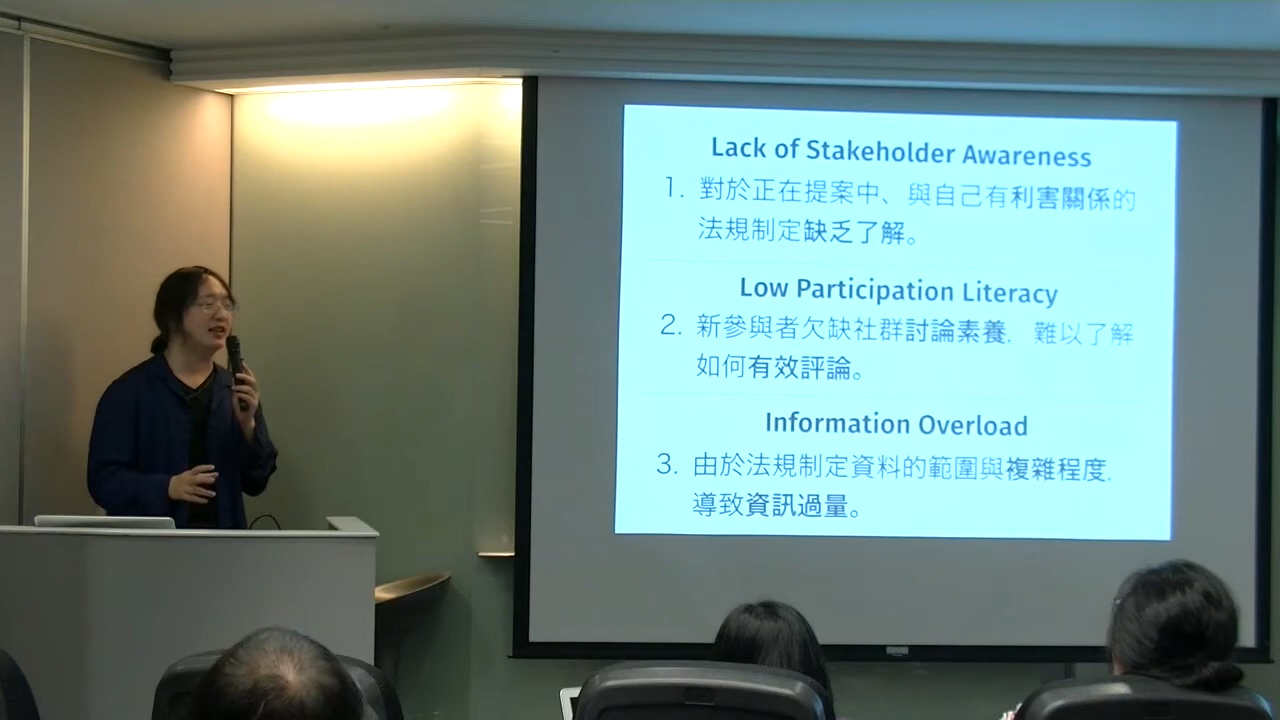 Lack of Stakeholder Awareness
1. 對於正在提案中、與自己有利害關係的
法規制定缺乏了解。
Low Participation Literacy
2. 新參與者欠缺社群討論素養，難以了解
如何有效評論。
Information Overload
3. 由於法規制定資料的範圍與複雜程度，
導致資訊過量。